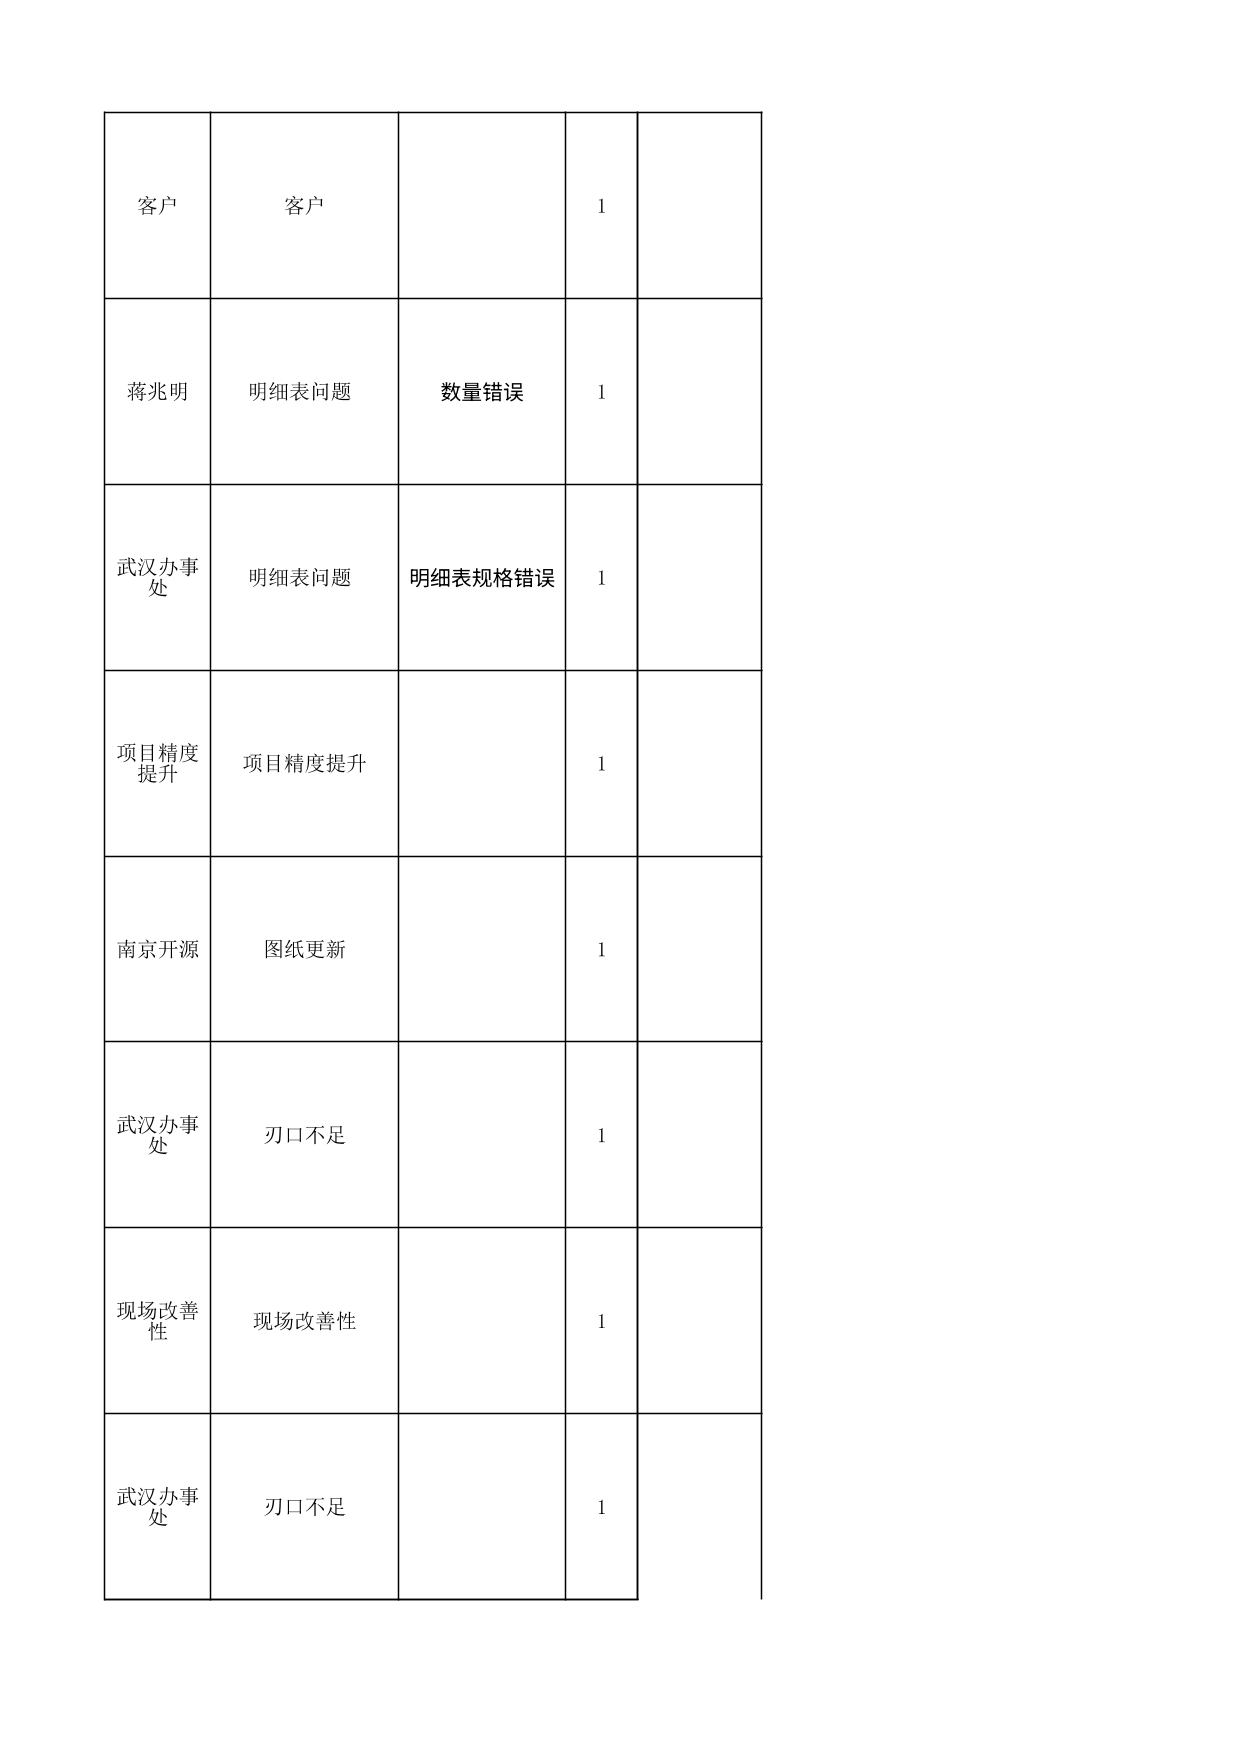 客户 客户 1
蒋兆明 明细表问题 数量错误 1
武汉办事
处 明细表问题 明细表规格错误 1
项目精度
提升 项目精度提升 1
南京开源 图纸更新 1
武汉办事
处 刃口不足 1
现场改善
性 现场改善性 1
武汉办事
处 刃口不足 1